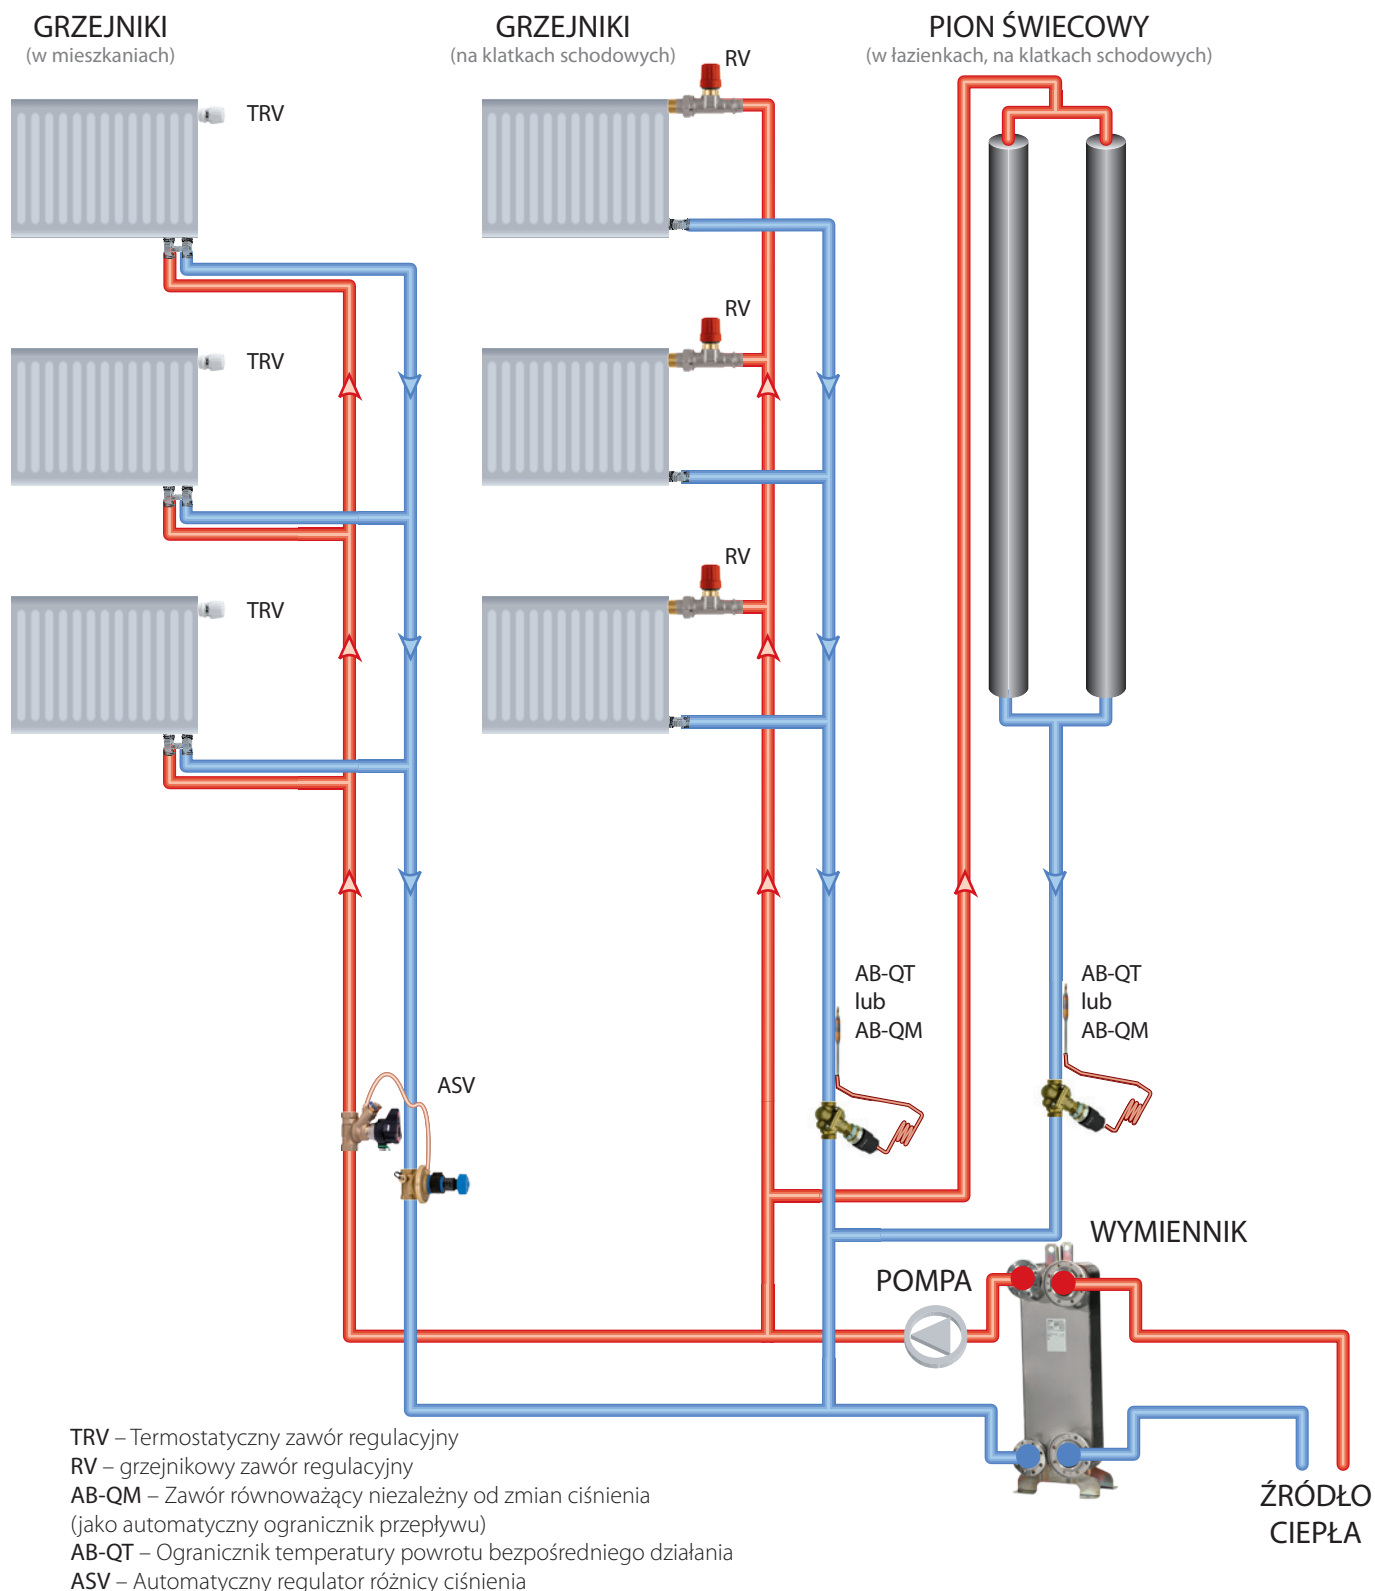 GRZEJNIKI
(w mieszkaniach)
GRZEJNIKI
(na klatkach schodowych)
PION ŚWIECOWY
(w łazienkach, na klatkach schodowych)
RV
TRV
RV
TRV
RV
TRV
AB-QT
lub
AB-QM
AB-QT
lub
AB-QM
ASV
WYMIENNIK
POMPA
ŹRÓDŁO
CIEPŁA
TRV – Termostatyczny zawór regulacyjny
RV – grzejnikowy zawór regulacyjny
AB-QM – Zawór równoważący niezależny od zmian ciśnienia
(jako automatyczny ogranicznik przepływu)
AB-QT – Ogranicznik temperatury powrotu bezpośredniego działania
ASV – Automatyczny regulator różnicy ciśnienia